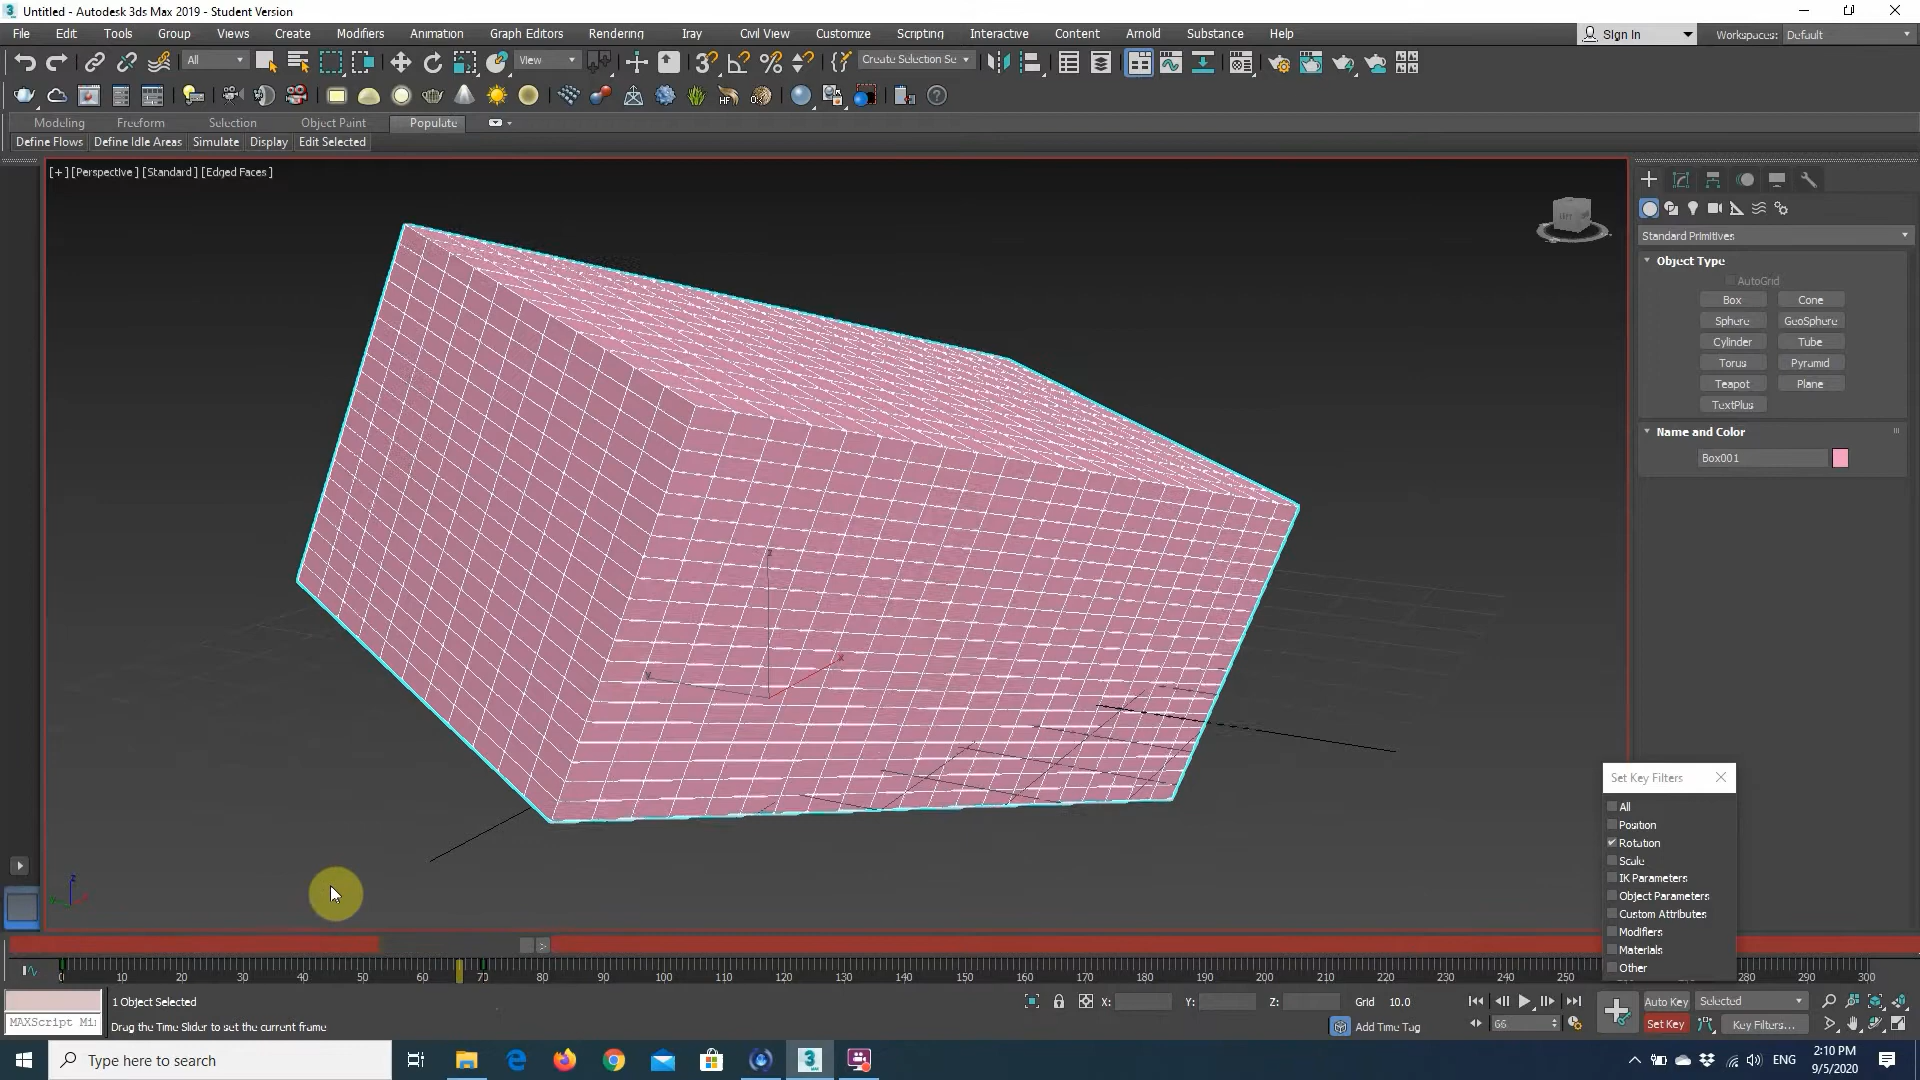 Untitled - Autodesk 3ds Max 2019 - Student Version
File Edit Tools Group Views Create Modifiers Animation Graph Editors Rendering Iray Civil View Customize Scripting Interactive Content Arnold Substance Help Sign In Workspaces: Default
All View Create Selection Se
Modeling Freeform Selection Object Paint Populate
Define Flows Define Idle Areas Simulate Display Edit Selected
[+] [Perspective] [Standard] [Edged Faces]
Standard Primitives
Object Type
AutoGrid
Box Cone
Sphere GeoSphere
Cylinder Tube
Torus Pyramid
Teapot Plane
TextPlus
Name and Color
Box001
z
x
y
z
Set Key Filters
All
Position
Rotation
Scale
IK Parameters
Object Parameters
Custom Attributes
Modifiers
Materials
Other
>
0 10 20 30 40 50 60 70 80 90 100 110 120 130 140 150 160 170 180 190 200 210 220 230 240 250 260 280 290 300
1 Object Selected X: Y: Z: Grid 10.0 Auto Key Selected
MAXScript Mi
Drag the Time Slider to set the current frame Add Time Tag 66 Set Key Key Filters...
Type here to search
3
MAX
ENG
2:10 PM
9/5/2020